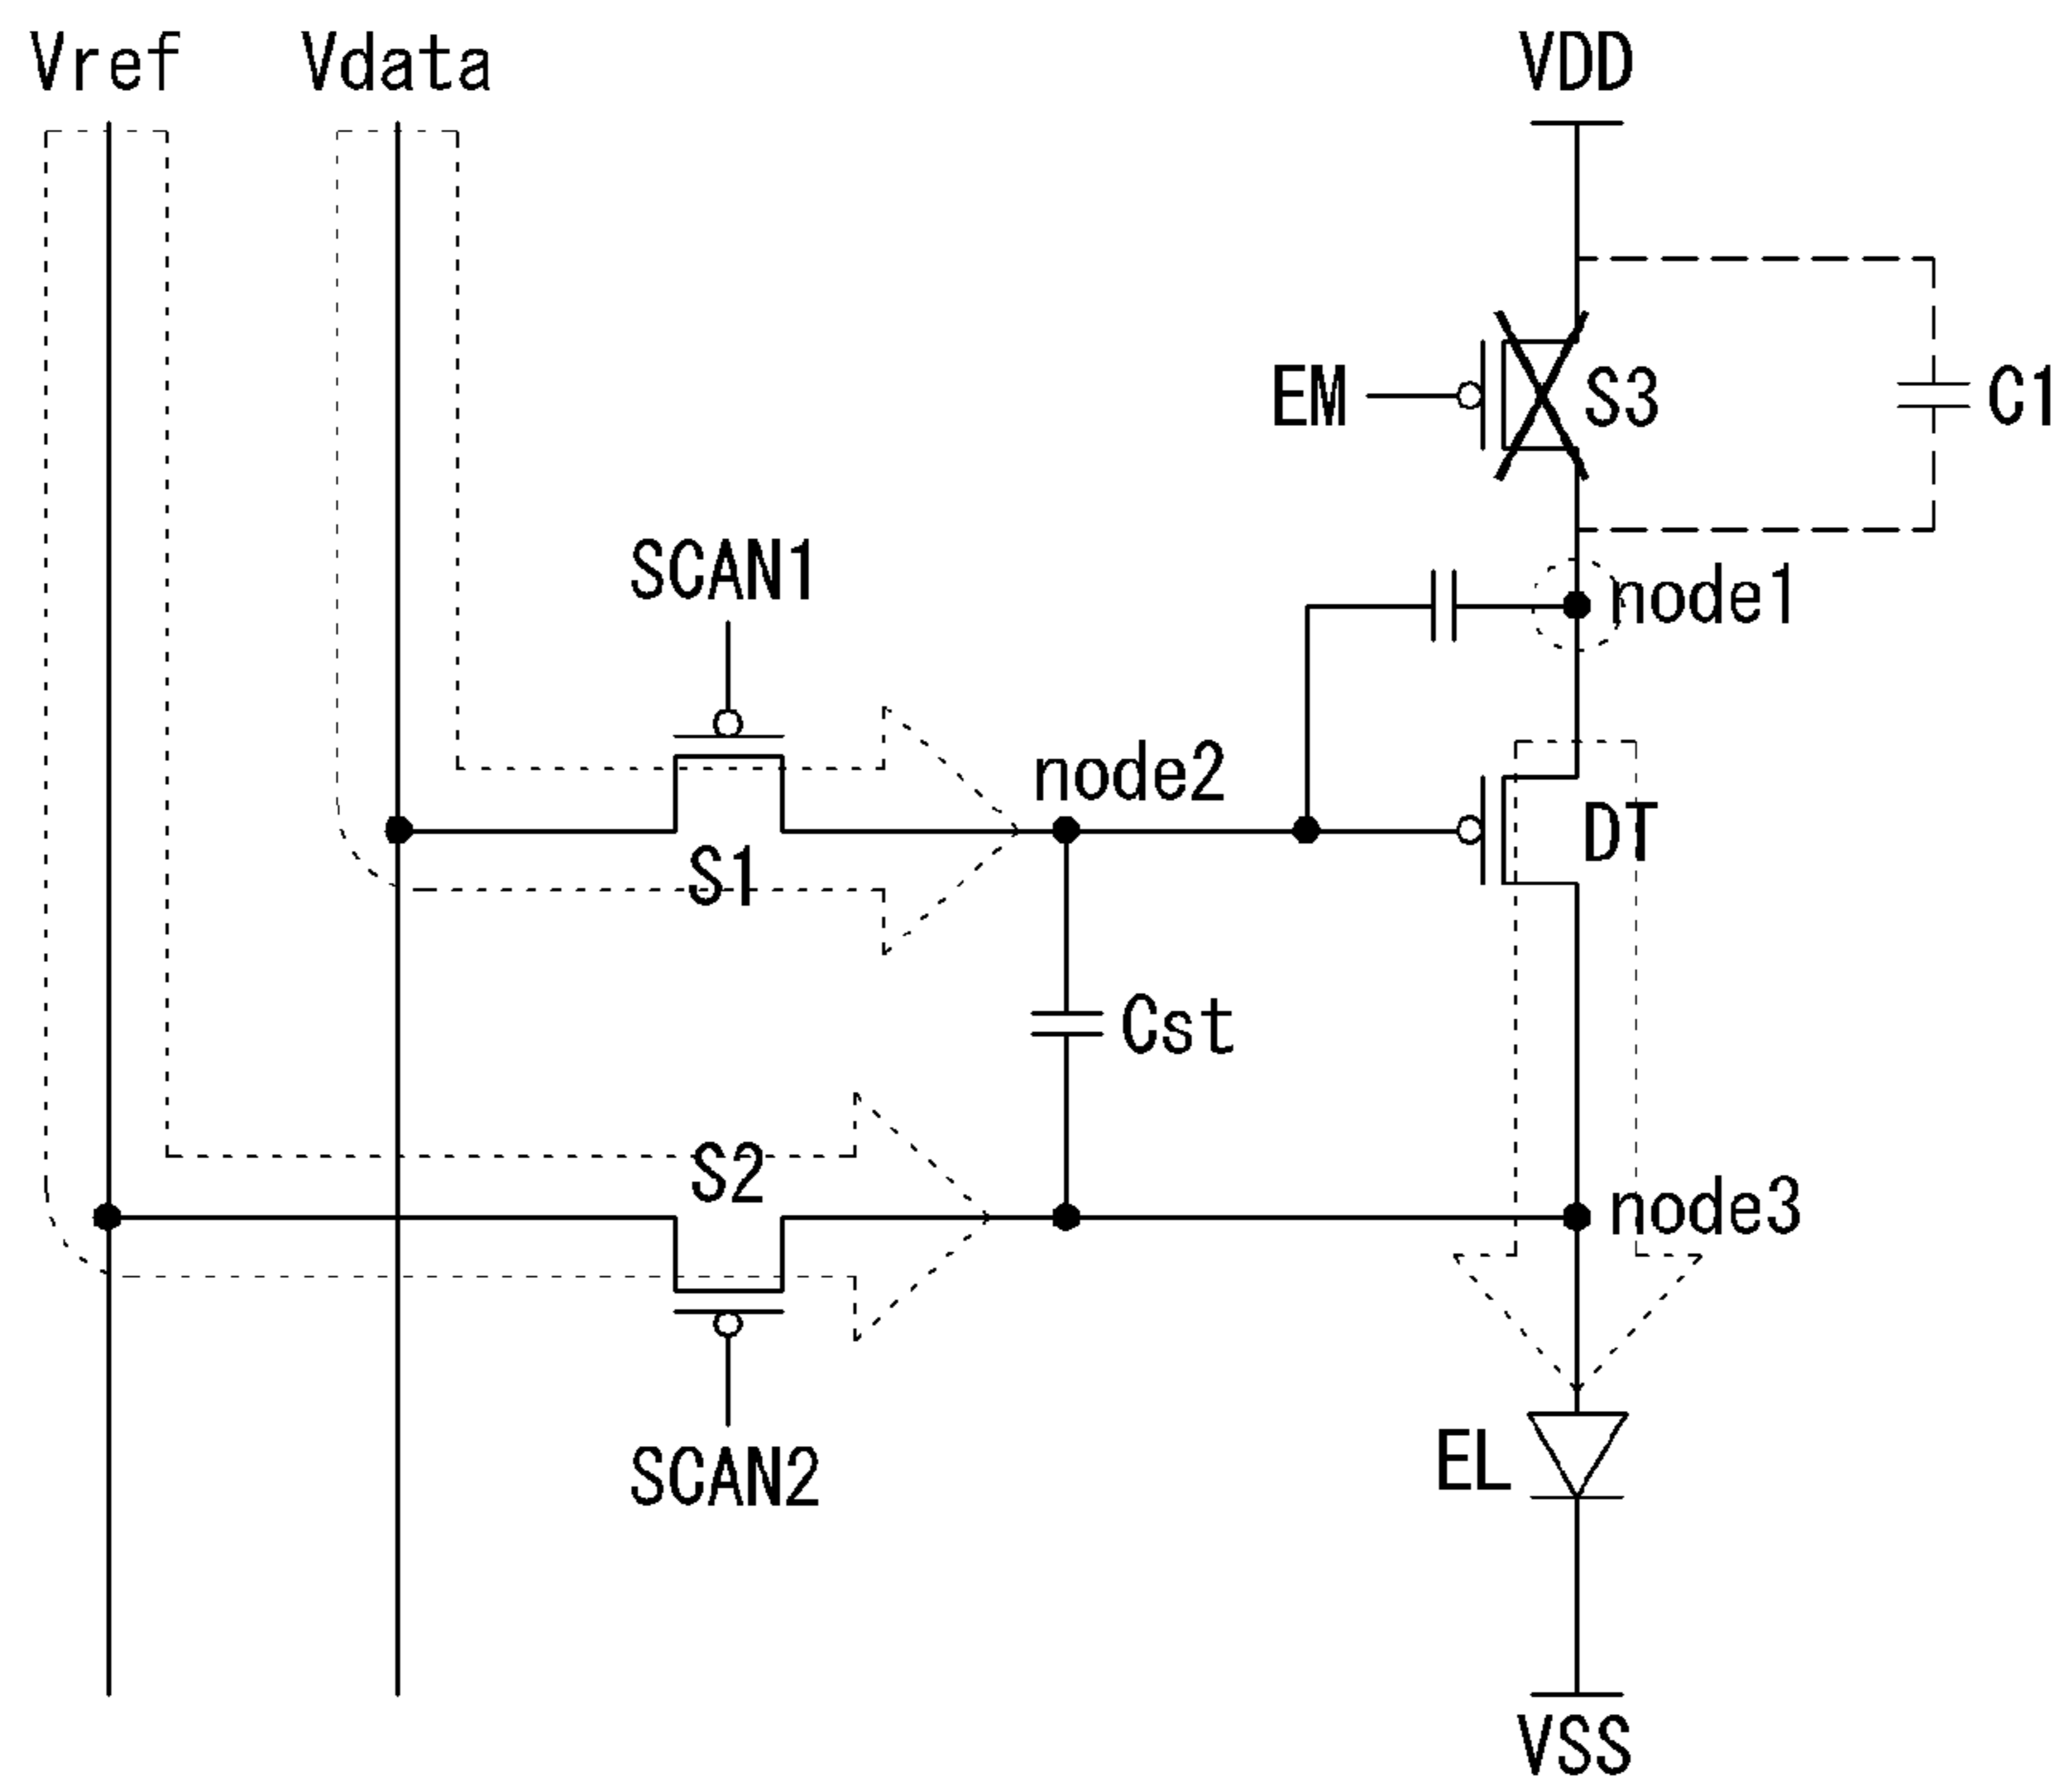 Vref Vdata VDD
EM S3 C1
SCAN1 node1
node2 DT
S1
Cst
S2 node3
SCAN2 EL
VSS